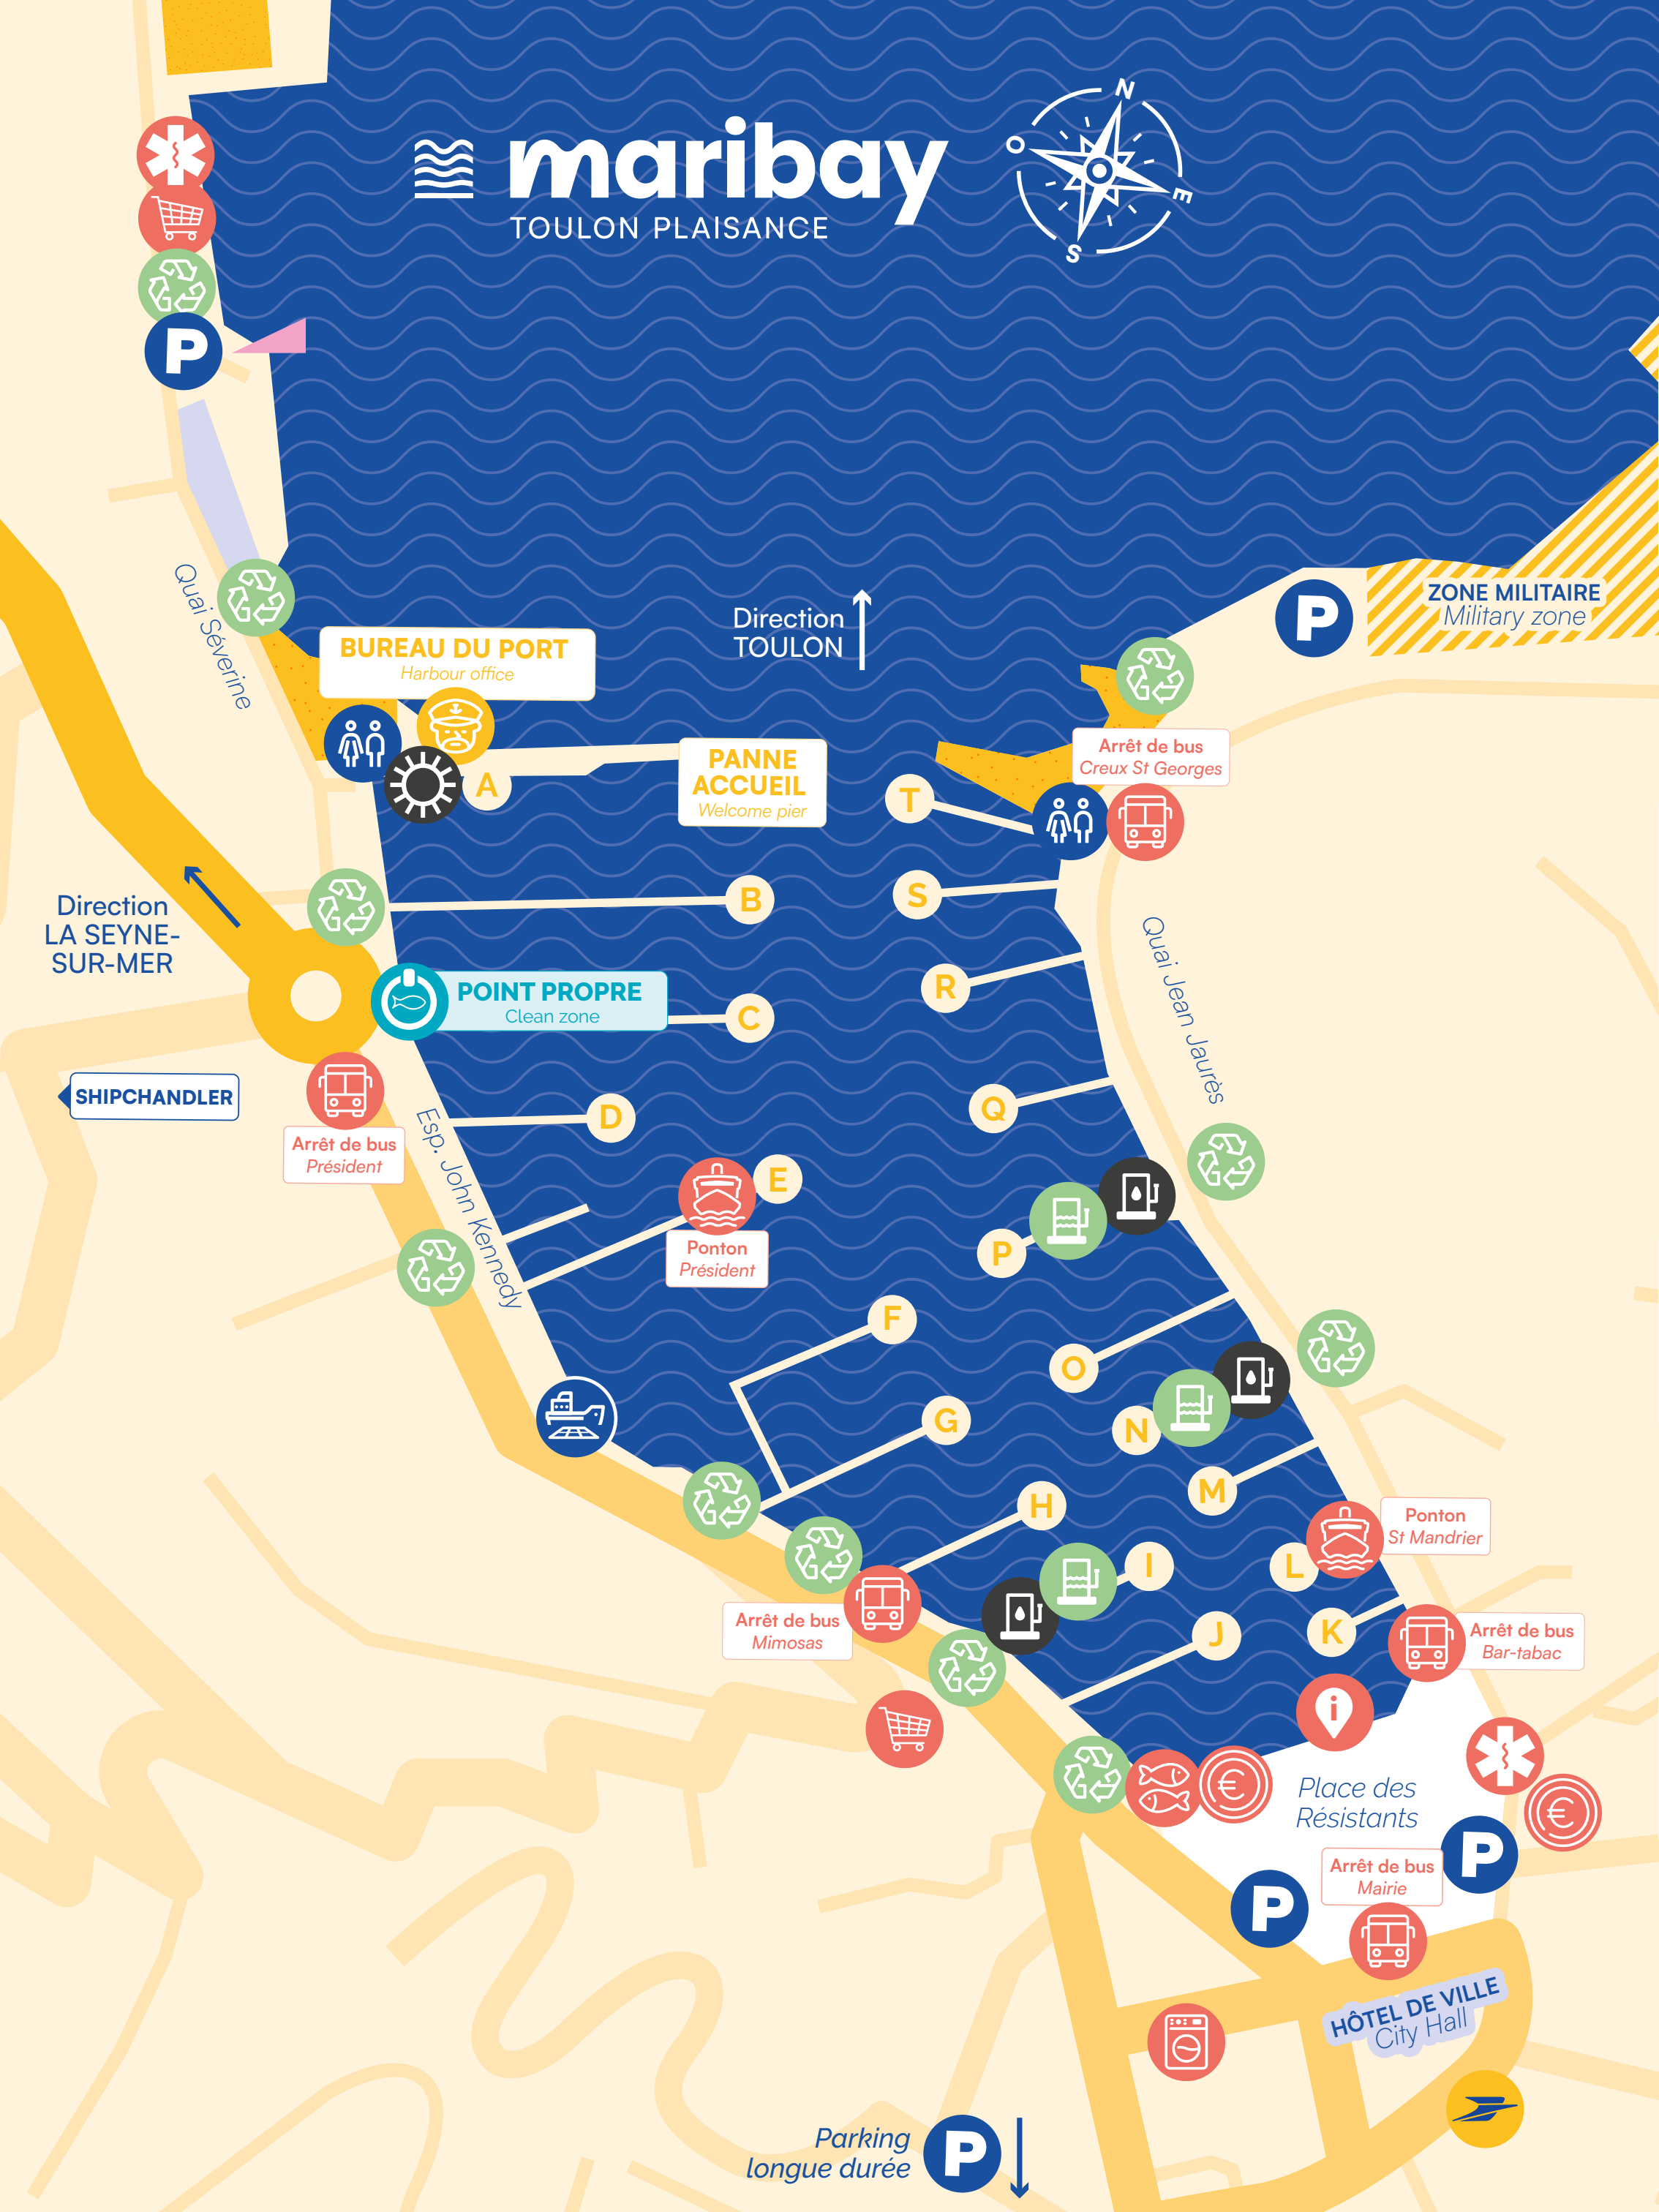 maribay
TOULON PLAISANCE
N
O
E
S
P
Quai Séverine
BUREAU DU PORT
Harbour office
Direction
TOULON
P
ZONE MILITAIRE
Military zone
A
PANNE
ACCUEIL
Welcome pier
Arrêt de bus
Creux St Georges
T
B
S
Direction
LA SEYNE-
SUR-MER
R
Quai Jean Jaurès
POINT PROPRE
Clean zone
C
SHIPCHANDLER
Arrêt de bus
Président
Esp. John Kennedy
D
Q
E
Ponton
Président
P
F
O
G
N
M
H
Ponton
St Mandrier
I
L
Arrêt de bus
Mimosas
J
K
Arrêt de bus
Bar-tabac
i
€
Place des
Résistants
€
P
Arrêt de bus
Mairie
P
HÔTEL DE VILLE
City Hall
Parking
longue durée
P